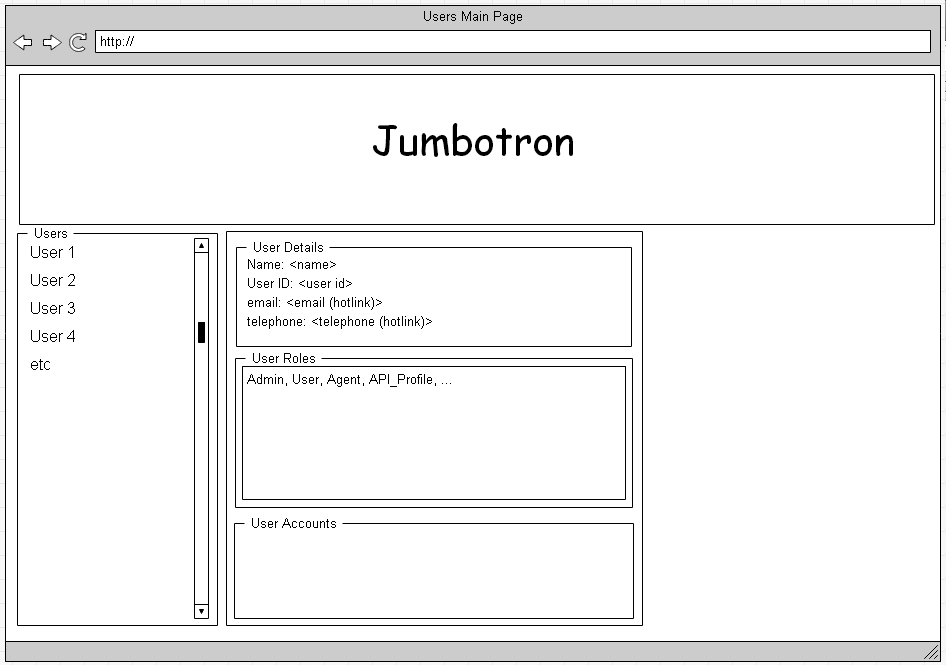 Users Main Page
http://
Jumbotron
Users
User 1
User 2
User 3
User 4
etc
User Details
Name: <name>
User ID: <user id>
email: <email (hotlink)>
telephone: <telephone (hotlink)>
User Roles
Admin, User, Agent, API_Profile, ...
User Accounts